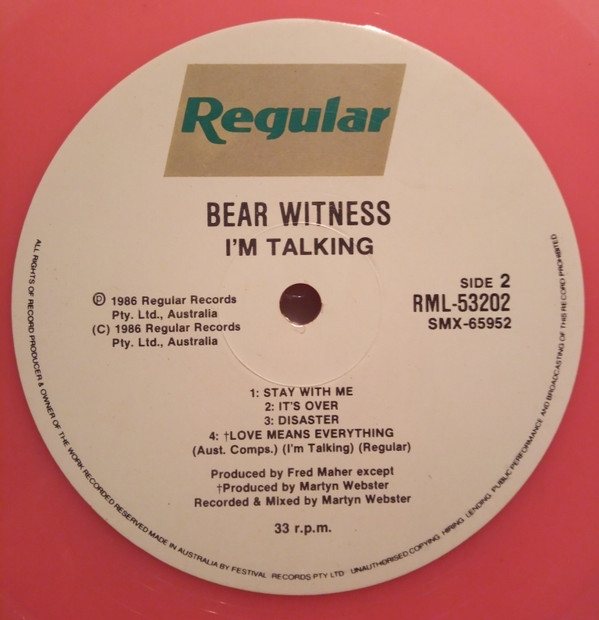 Regular
BEAR WITNESS
I'M TALKING
℗ 1986 Regular Records
Pty. Ltd., Australia
(C) 1986 Regular Records
Pty. Ltd., Australia
SIDE 2
RML-53202
SMX-65952
1: STAY WITH ME
2: IT'S OVER
3: DISASTER
4: †LOVE MEANS EVERYTHING
(Aust. Comps.) (I'm Talking) (Regular)
Produced by Fred Maher except
†Produced by Martyn Webster
Recorded & Mixed by Martyn Webster
33 r.p.m.
ALL RIGHTS OF RECORD PRODUCER & OWNER OF THE WORK RECORDED RESERVED MADE IN AUSTRALIA BY FESTIVAL RECORDS PTY LTD· UNAUTHORISED COPYING· HIRING· LENDING· PUBLIC PERFORMANCE AND BROADCASTING OF THIS RECORD PROHIBITED